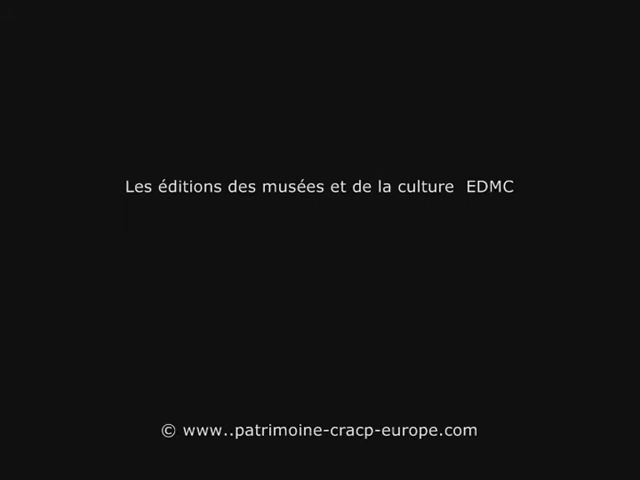 Les éditions des musées et de la culture  EDMC
© www..patrimoine-cracp-europe.com